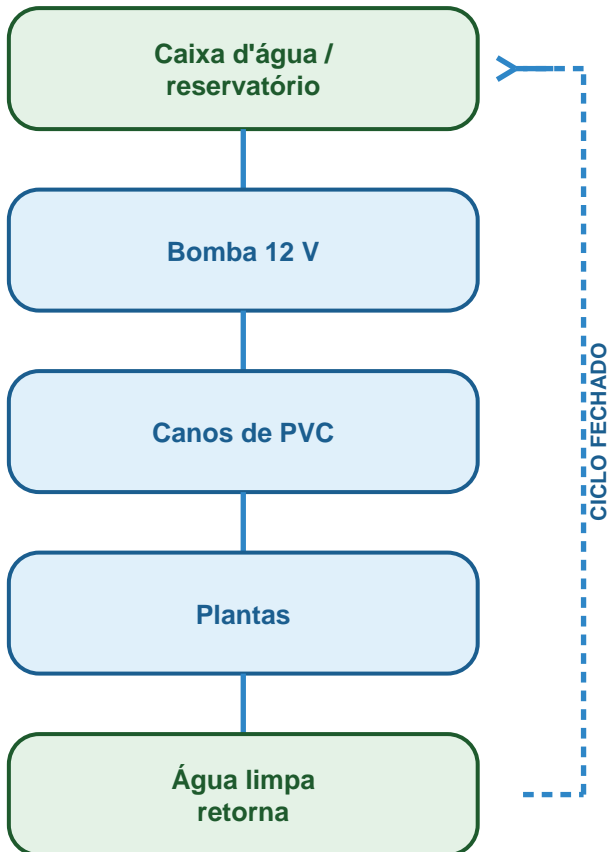 Caixa d'água /
reservatório
Bomba 12 V
Canos de PVC
Plantas
Água limpa
retorna
CICLO FECHADO